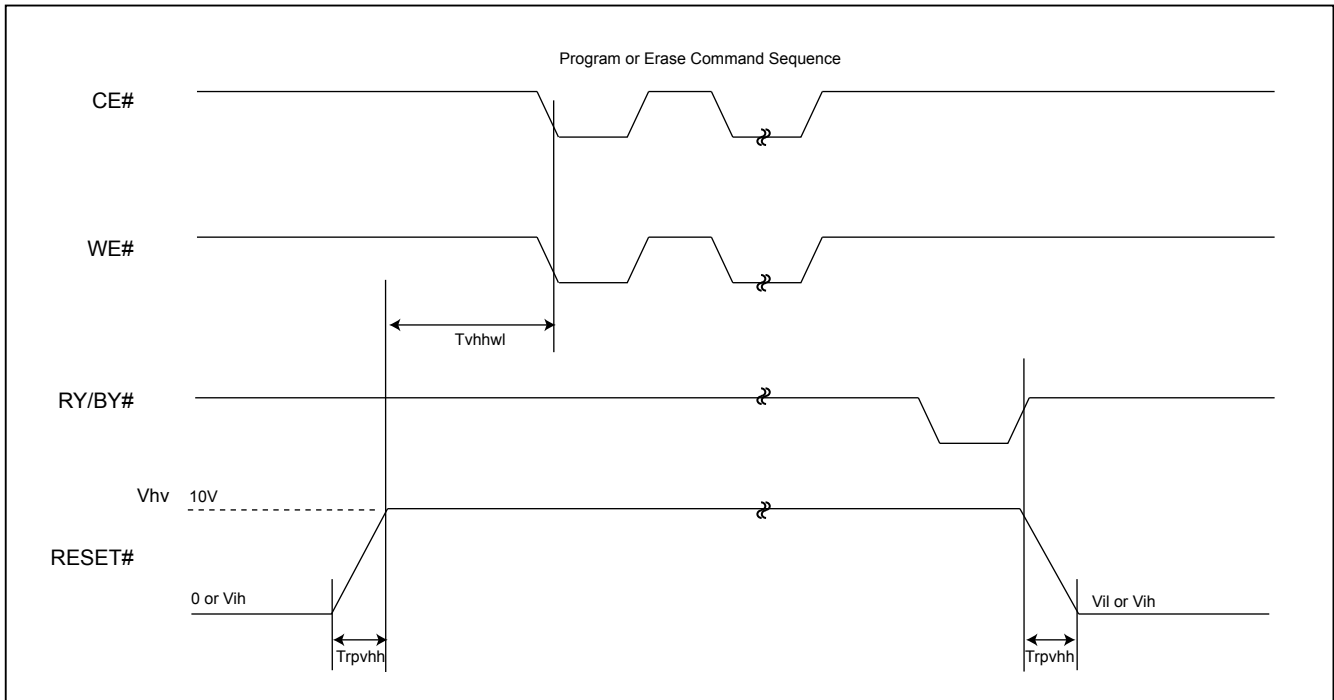 Program or Erase Command Sequence
CE#
WE#
Tvhhwl
RY/BY#
Vhv 10V
RESET#
0 or Vih
Vil or Vih
Trpvhh
Trpvhh